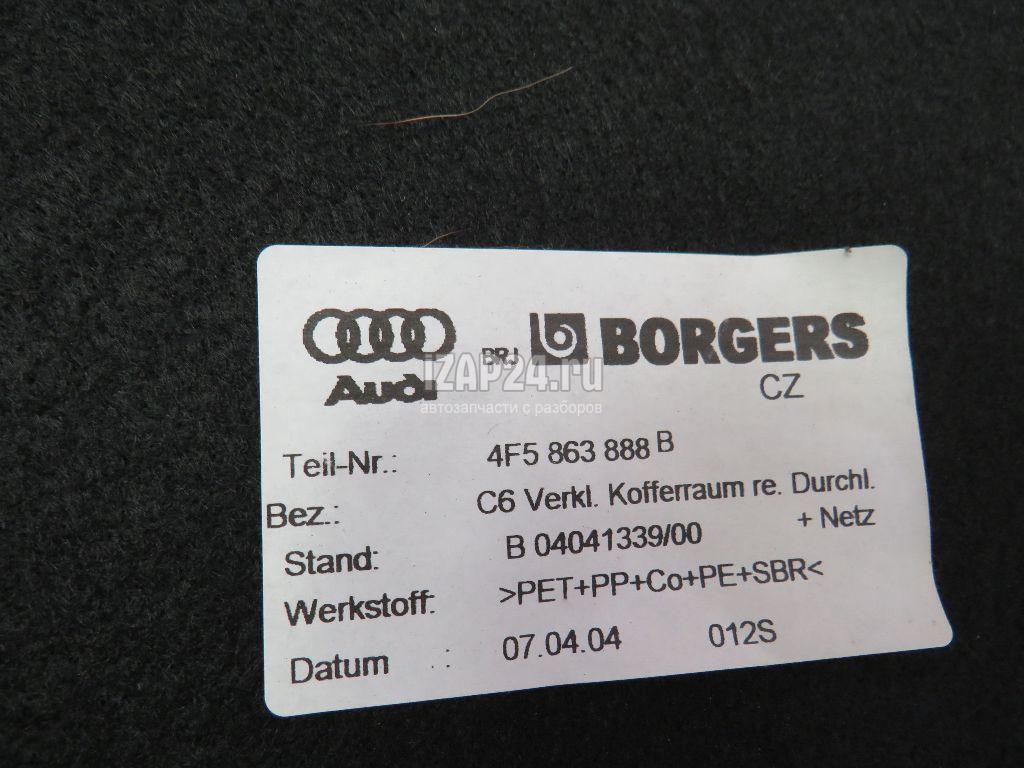 BRJ BORGERS
Audi CZ
iZAP24.ru
автозапчасти с разборов
Teil-Nr.: 4F5 863 888 B
Bez.: C6 Verkl. Kofferraum re. Durchl.
+ Netz
Stand: B 04041339/00
Werkstoff: >PET+PP+Co+PE+SBR<
Datum : 07.04.04 012S